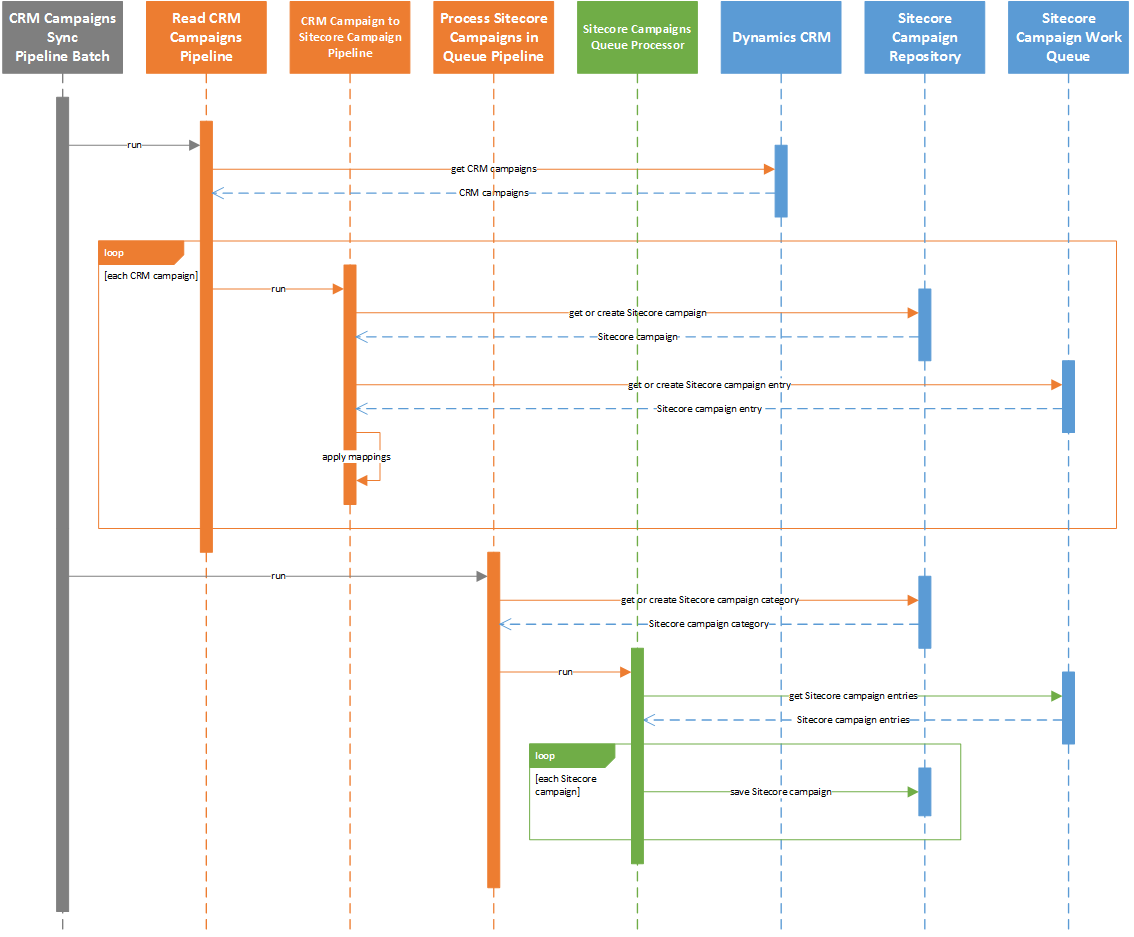 CRM Campaigns
Sync
Pipeline Batch
Read CRM
Campaigns
Pipeline
CRM Campaign to
Sitecore Campaign
Pipeline
Process Sitecore
Campaigns in
Queue Pipeline
Sitecore Campaigns
Queue Processor
Dynamics CRM
Sitecore
Campaign
Repository
Sitecore
Campaign Work
Queue
run
get CRM campaigns
CRM campaigns
loop
[each CRM campaign]
run
get or create Sitecore campaign
Sitecore campaign
get or create Sitecore campaign entry
Sitecore campaign entry
apply mappings
run
get or create Sitecore campaign category
Sitecore campaign category
run
get Sitecore campaign entries
Sitecore campaign entries
loop
[each Sitecore
campaign]
save Sitecore campaign